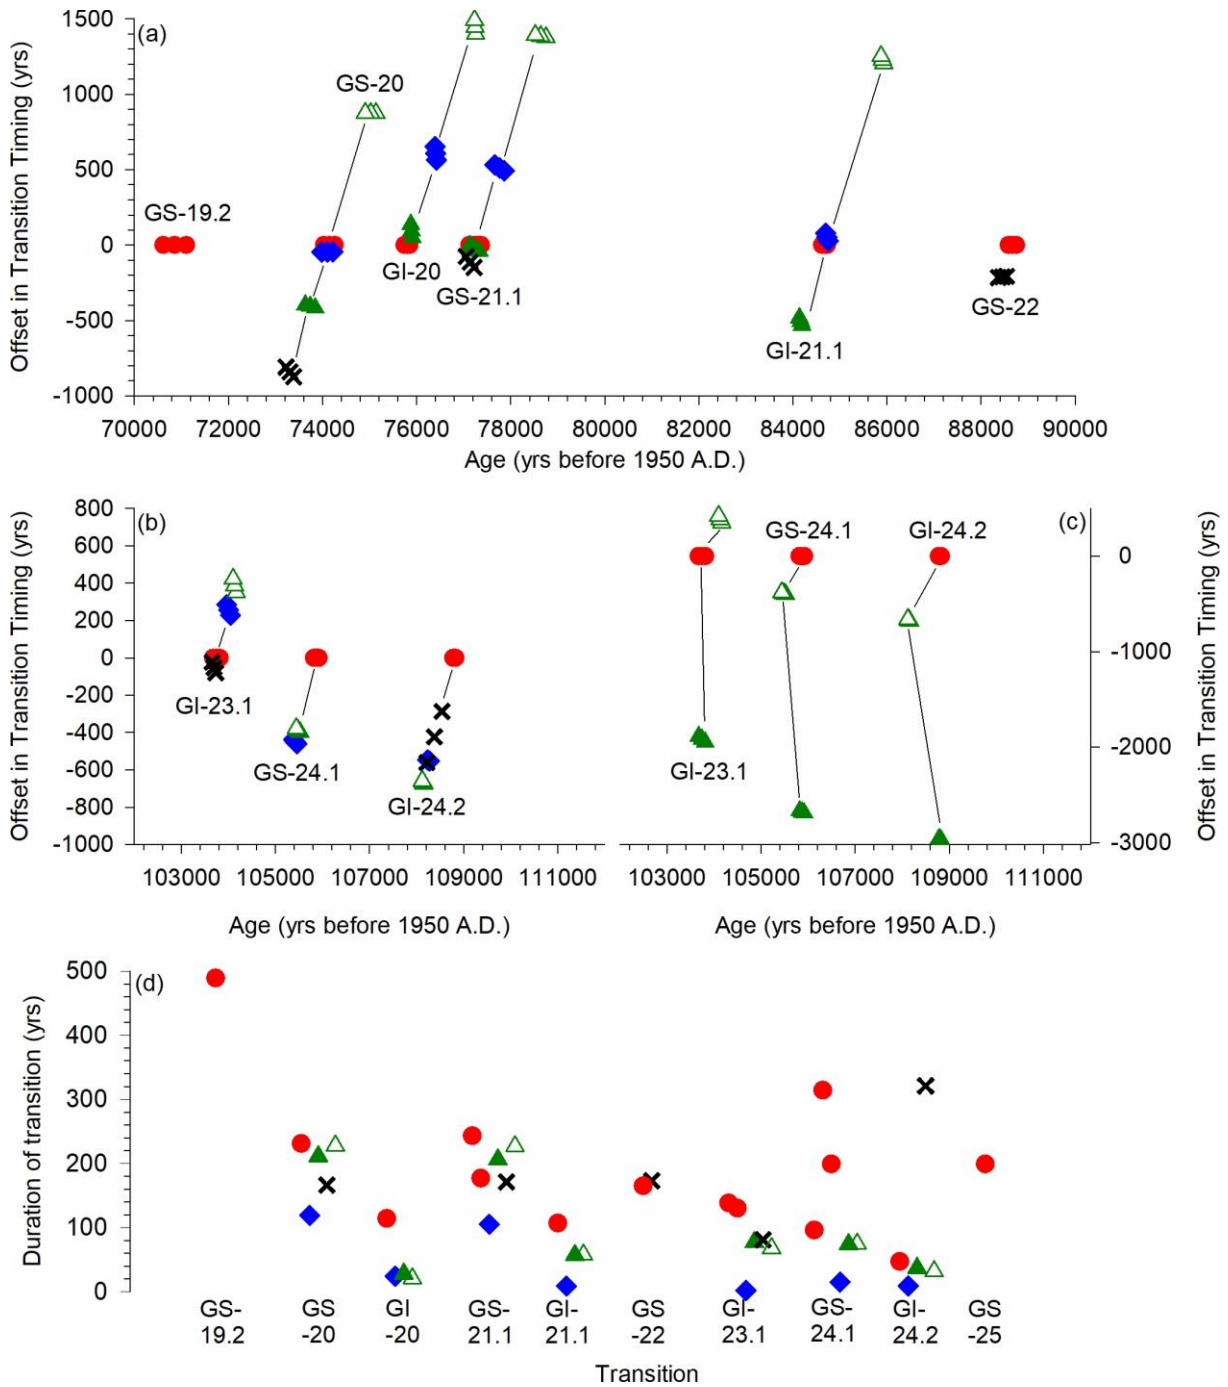 (a)
Offset in Transition Timing (yrs)
1500
1000
500
0
-500
-1000
GS-20
GS-19.2
GI-20
GS-21.1
GI-21.1
GS-22
70000 72000 74000 76000 78000 80000 82000 84000 86000 88000 90000
Age (yrs before 1950 A.D.)
(b)
Offset in Transition Timing (yrs)
800
600
400
200
0
-200
-400
-600
-800
-1000
GI-23.1
GS-24.1
GI-24.2
103000 105000 107000 109000 111000
Age (yrs before 1950 A.D.)
(c)
GS-24.1
GI-24.2
GI-23.1
0
-1000
-2000
-3000
Offset in Transition Timing (yrs)
103000 105000 107000 109000 111000
Age (yrs before 1950 A.D.)
(d)
Duration of transition (yrs)
500
400
300
200
100
0
GS- GS GI GS- GI- GS GI- GS- GI- GS
19.2 -20 -20 21.1 21.1 -22 23.1 24.1 24.2 -25
Transition